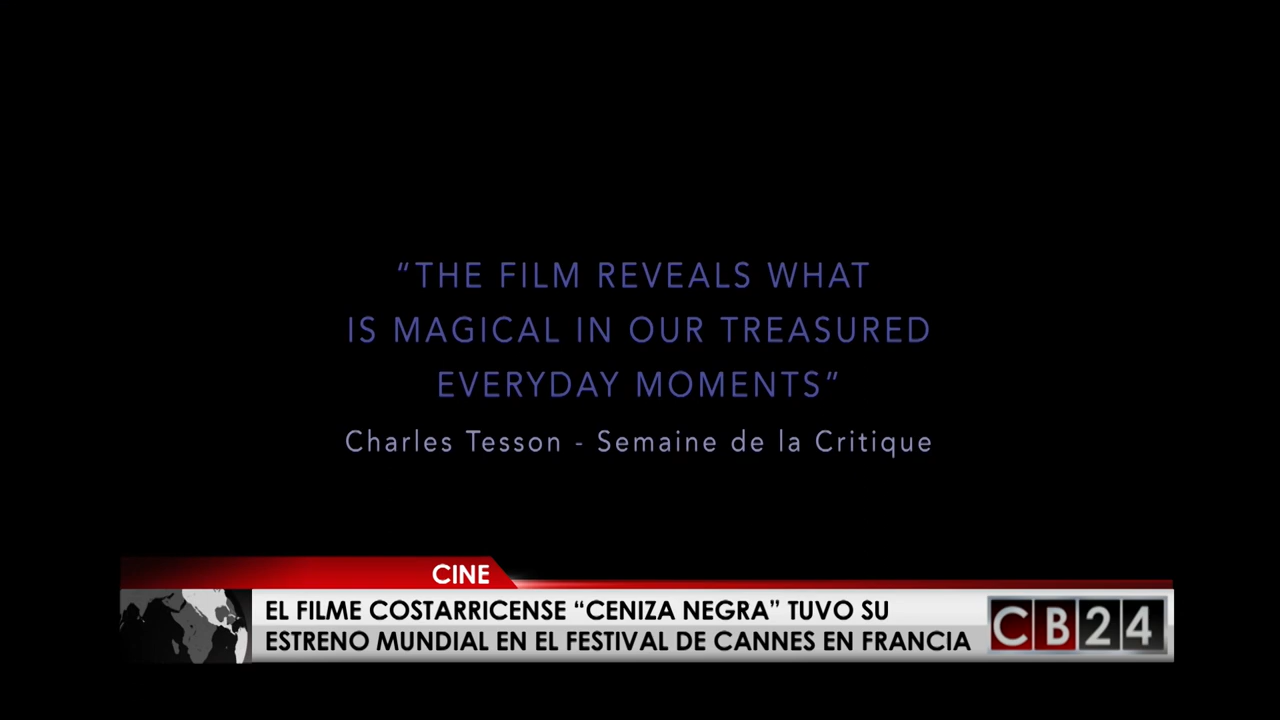 “THE FILM REVEALS WHAT
IS MAGICAL IN OUR TREASURED
EVERYDAY MOMENTS”
Charles Tesson - Semaine de la Critique
CINE
EL FILME COSTARRICENSE “CENIZA NEGRA” TUVO SU
ESTRENO MUNDIAL EN EL FESTIVAL DE CANNES EN FRANCIA
CB24